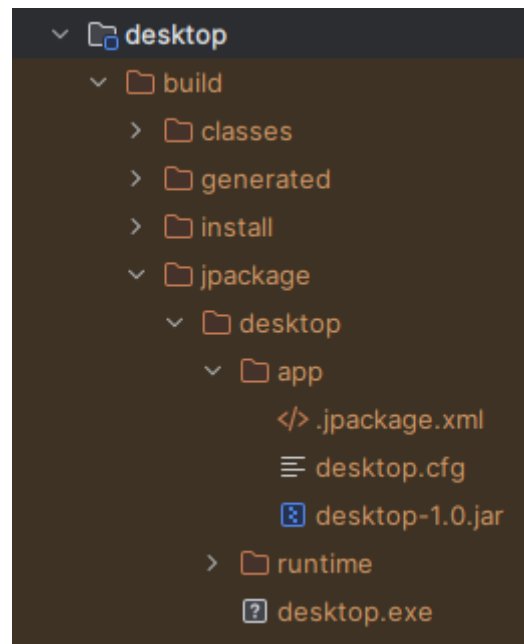 desktop
build
classes
generated
install
jpackage
desktop
app
.jpackage.xml
desktop.cfg
desktop-1.0.jar
runtime
desktop.exe